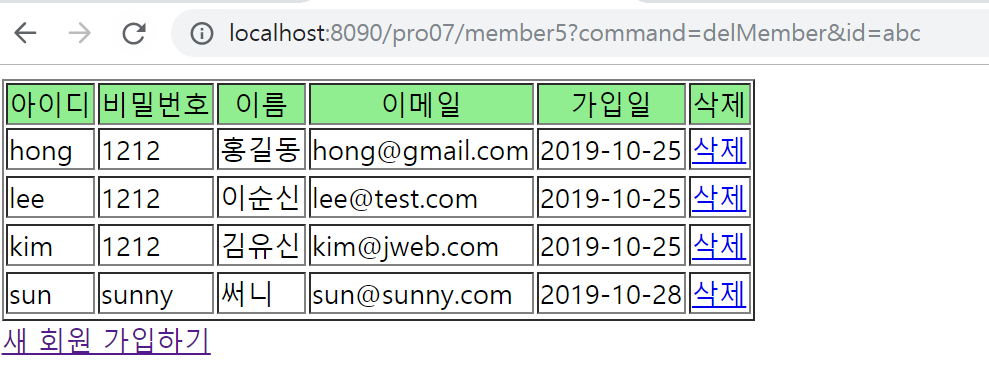 localhost:8090/pro07/member5?command=delMember&id=abc
아이디 비밀번호 이름 이메일 가입일 삭제
hong 1212 홍길동 hong@gmail.com 2019-10-25 삭제
lee 1212 이순신 lee@test.com 2019-10-25 삭제
kim 1212 김유신 kim@jweb.com 2019-10-25 삭제
sun sunny 써니 sun@sunny.com 2019-10-28 삭제
새 회원 가입하기